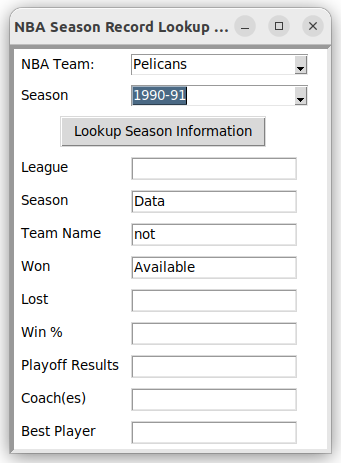 NBA Season Record Lookup ...
NBA Team: Pelicans
Season 1990-91
Lookup Season Information
League
Season Data
Team Name not
Won Available
Lost
Win %
Playoff Results
Coach(es)
Best Player